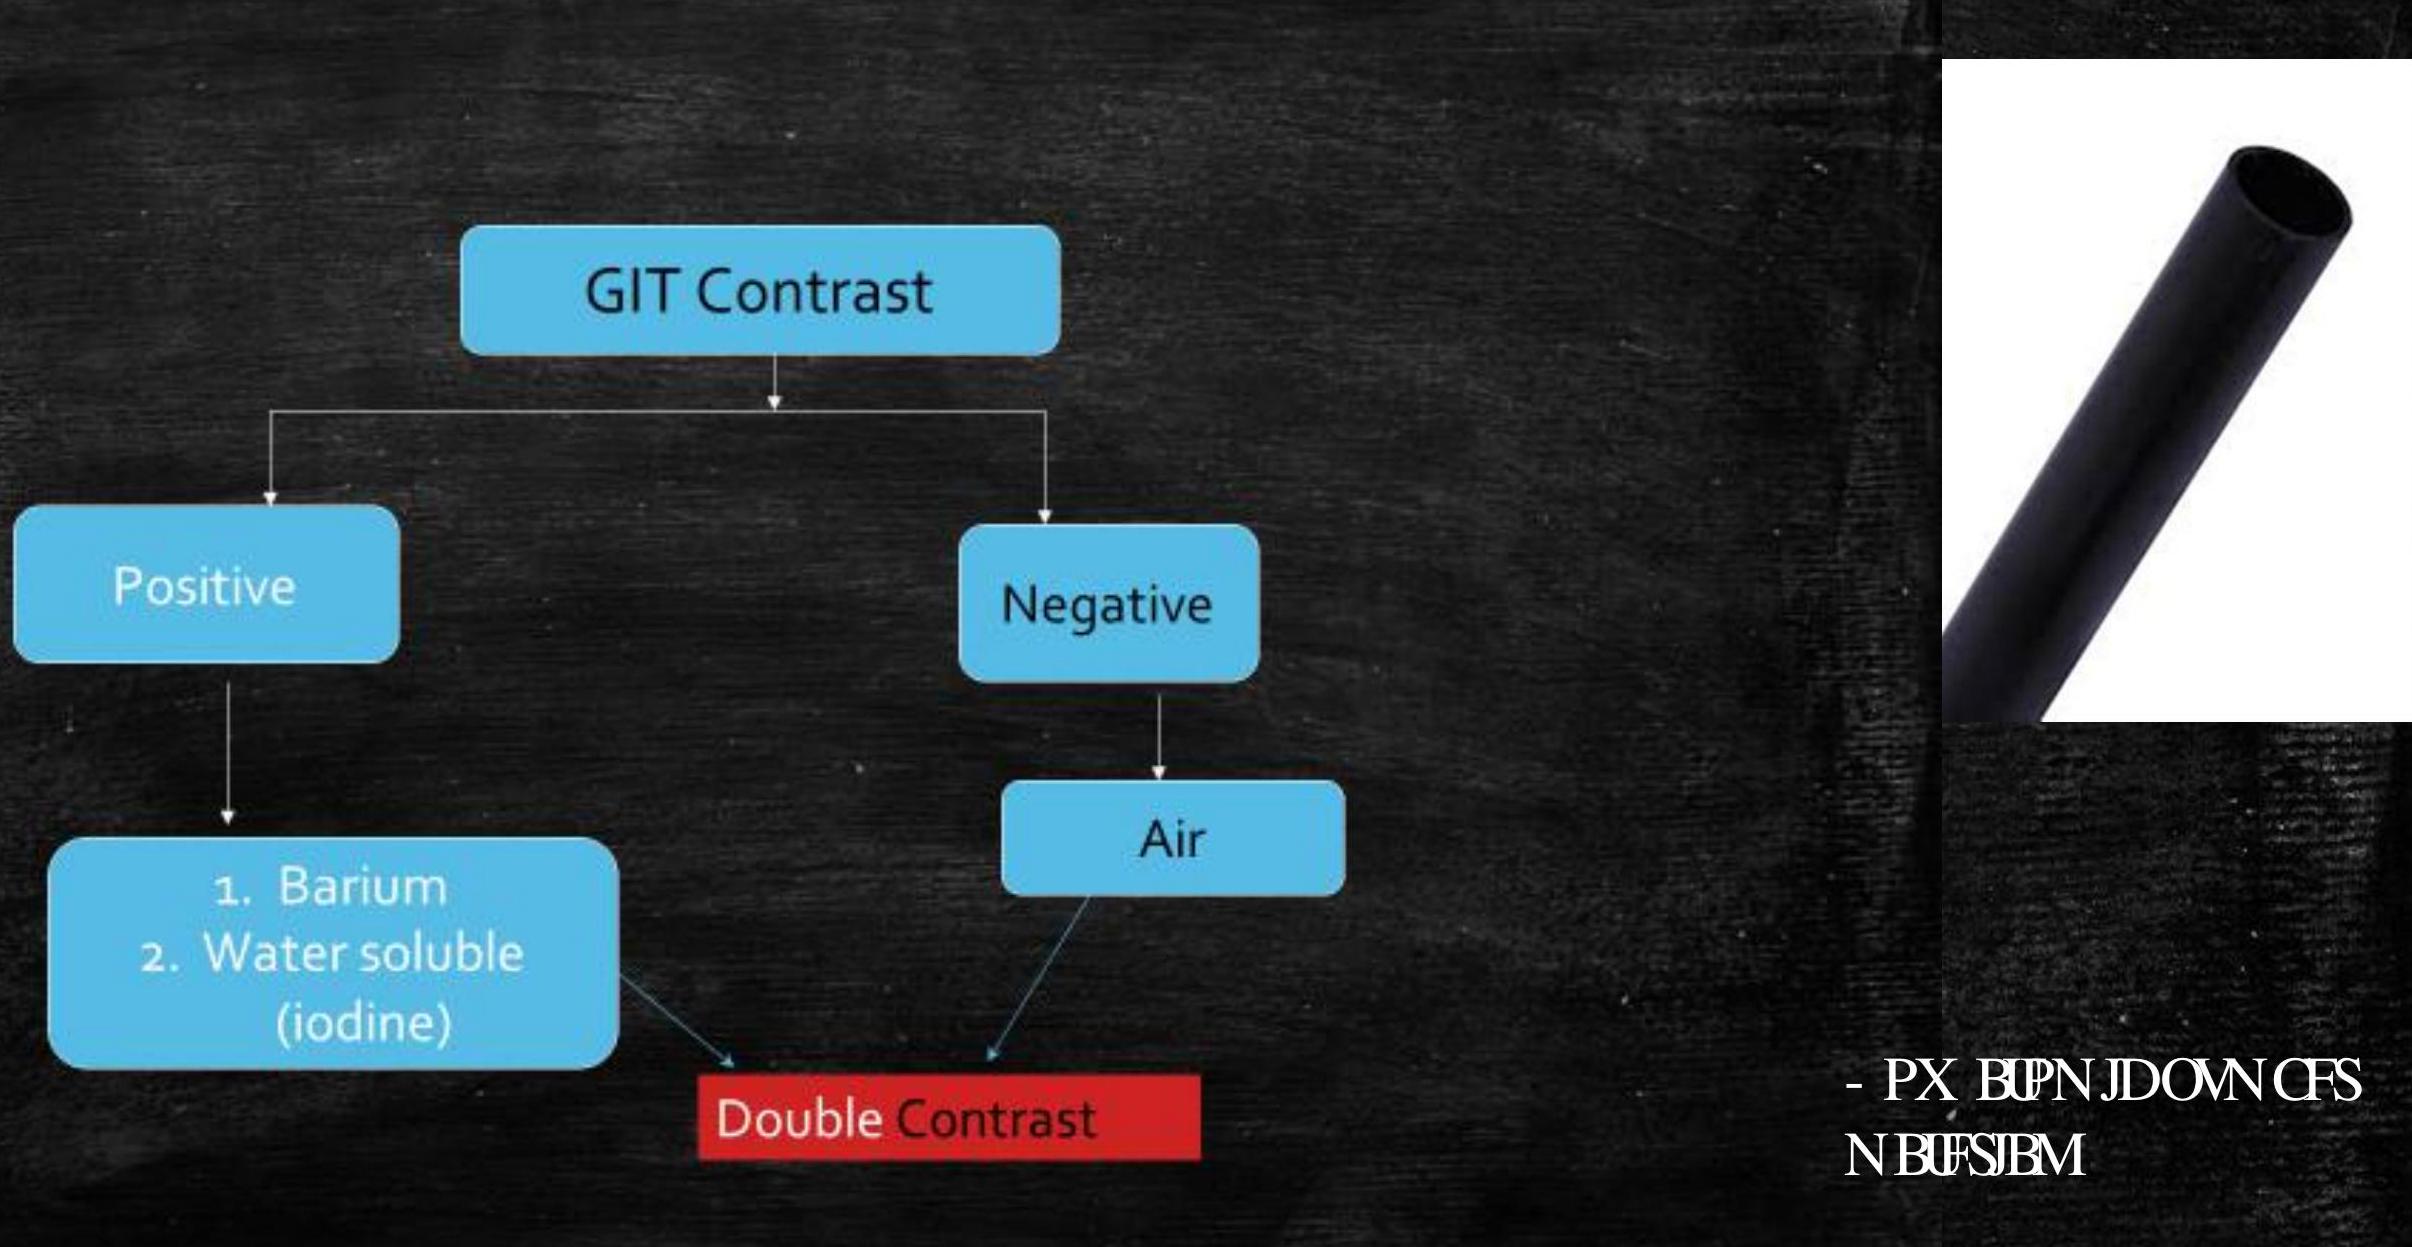 GIT Contrast
Positive
Negative
1. Barium
2. Water soluble
(iodine)
Air
Double Contrast
- PX BUPN JDOVN CFS
N BUFSJBM